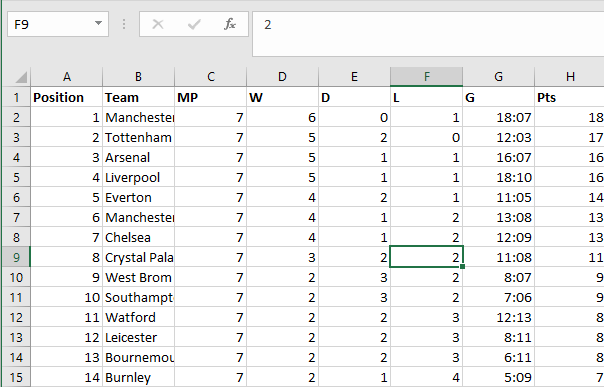 F9 fx 2
A B C D E F G H
1 Position Team MP W D L G Pts
2 1 Manchester 7 6 0 1 18:07 18
3 2 Tottenham 7 5 2 0 12:03 17
4 3 Arsenal 7 5 1 1 16:07 16
5 4 Liverpool 7 5 1 1 18:10 16
6 5 Everton 7 4 2 1 11:05 14
7 6 Manchester 7 4 1 2 13:08 13
8 7 Chelsea 7 4 1 2 12:09 13
9 8 Crystal Pala 7 3 2 2 11:08 11
10 9 West Brom 7 2 3 2 8:07 9
11 10 Southampt 7 2 3 2 7:06 9
12 11 Watford 7 2 2 3 12:13 8
13 12 Leicester 7 2 2 3 8:11 8
14 13 Bournemou 7 2 2 3 6:11 8
15 14 Burnley 7 2 1 4 5:09 7